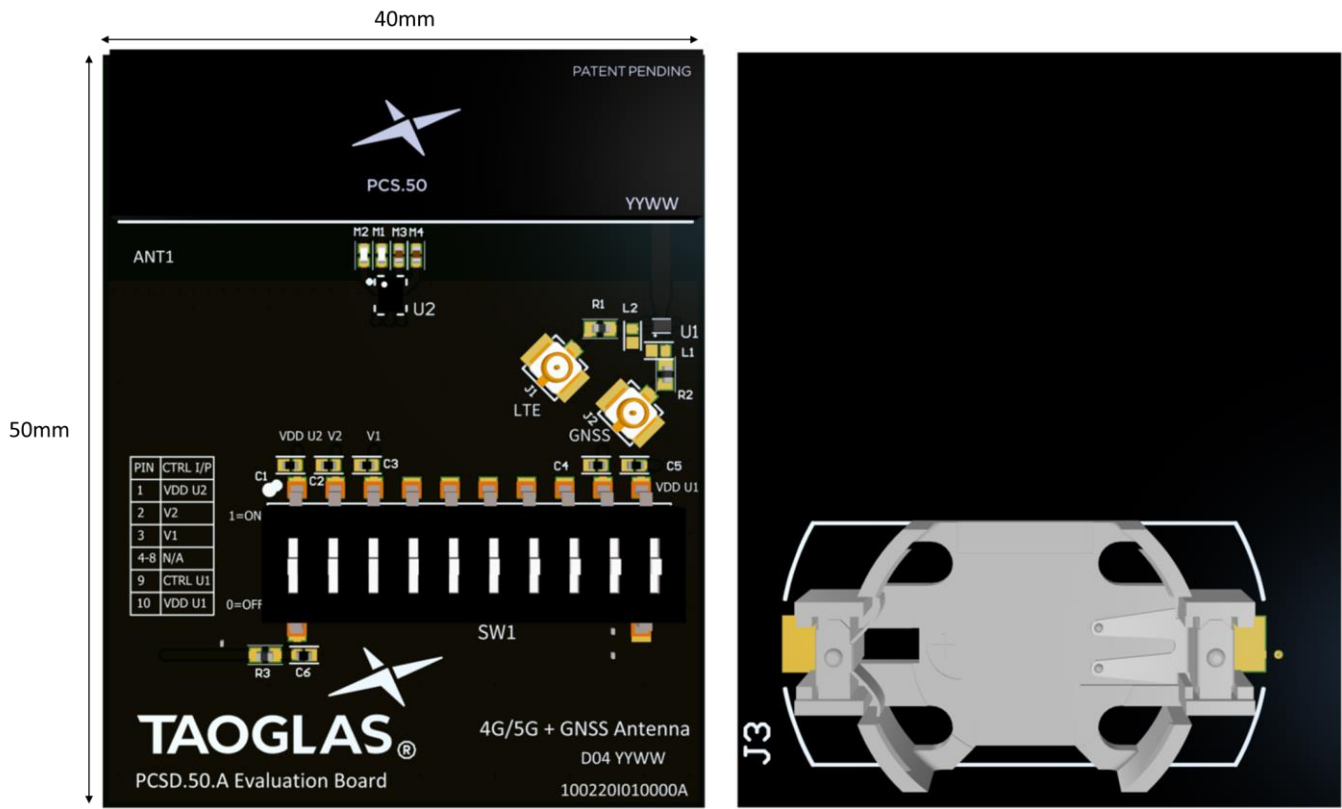 40mm
50mm
PATENT PENDING
PCS.50
YYWW
M2 M1 M3 M4
ANT1
U2
R1 L2
U1
L1
R2
J1
LTE
J2
GNSS
VDD U2 V2 V1
C1 C2 C3 C4 C5
VDD U1
PIN CTRL I/P
1 VDD U2
2 V2
3 V1
4-8 N/A
9 CTRL U1
10 VDD U1
1=ON
0=OFF
SW1
R3 C6
TAOGLAS®
4G/5G + GNSS Antenna
D04 YYWW
PCSD.50.A Evaluation Board
100220I010000A
J3